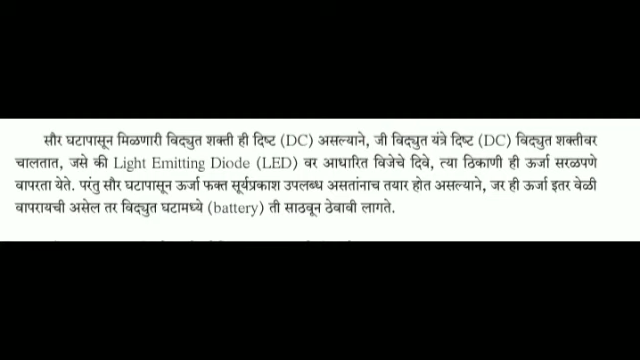 सौर घटापासून मिळणारी विद्युत शक्ती ही दिष्ट (DC) असल्याने, जी विद्युत यंत्रे दिष्ट (DC) विद्युत शक्तीवर
चालतात, जसे की Light Emitting Diode (LED) वर आधारित विजेचे दिवे, त्या ठिकाणी ही ऊर्जा सरळपणे
वापरता येते. परंतु सौर घटापासून ऊर्जा फक्त सूर्यप्रकाश उपलब्ध असतांनाच तयार होत असल्याने, जर ही ऊर्जा इतर वेळी
वापरायची असेल तर विद्युत घटामध्ये (battery) ती साठवून ठेवावी लागते.